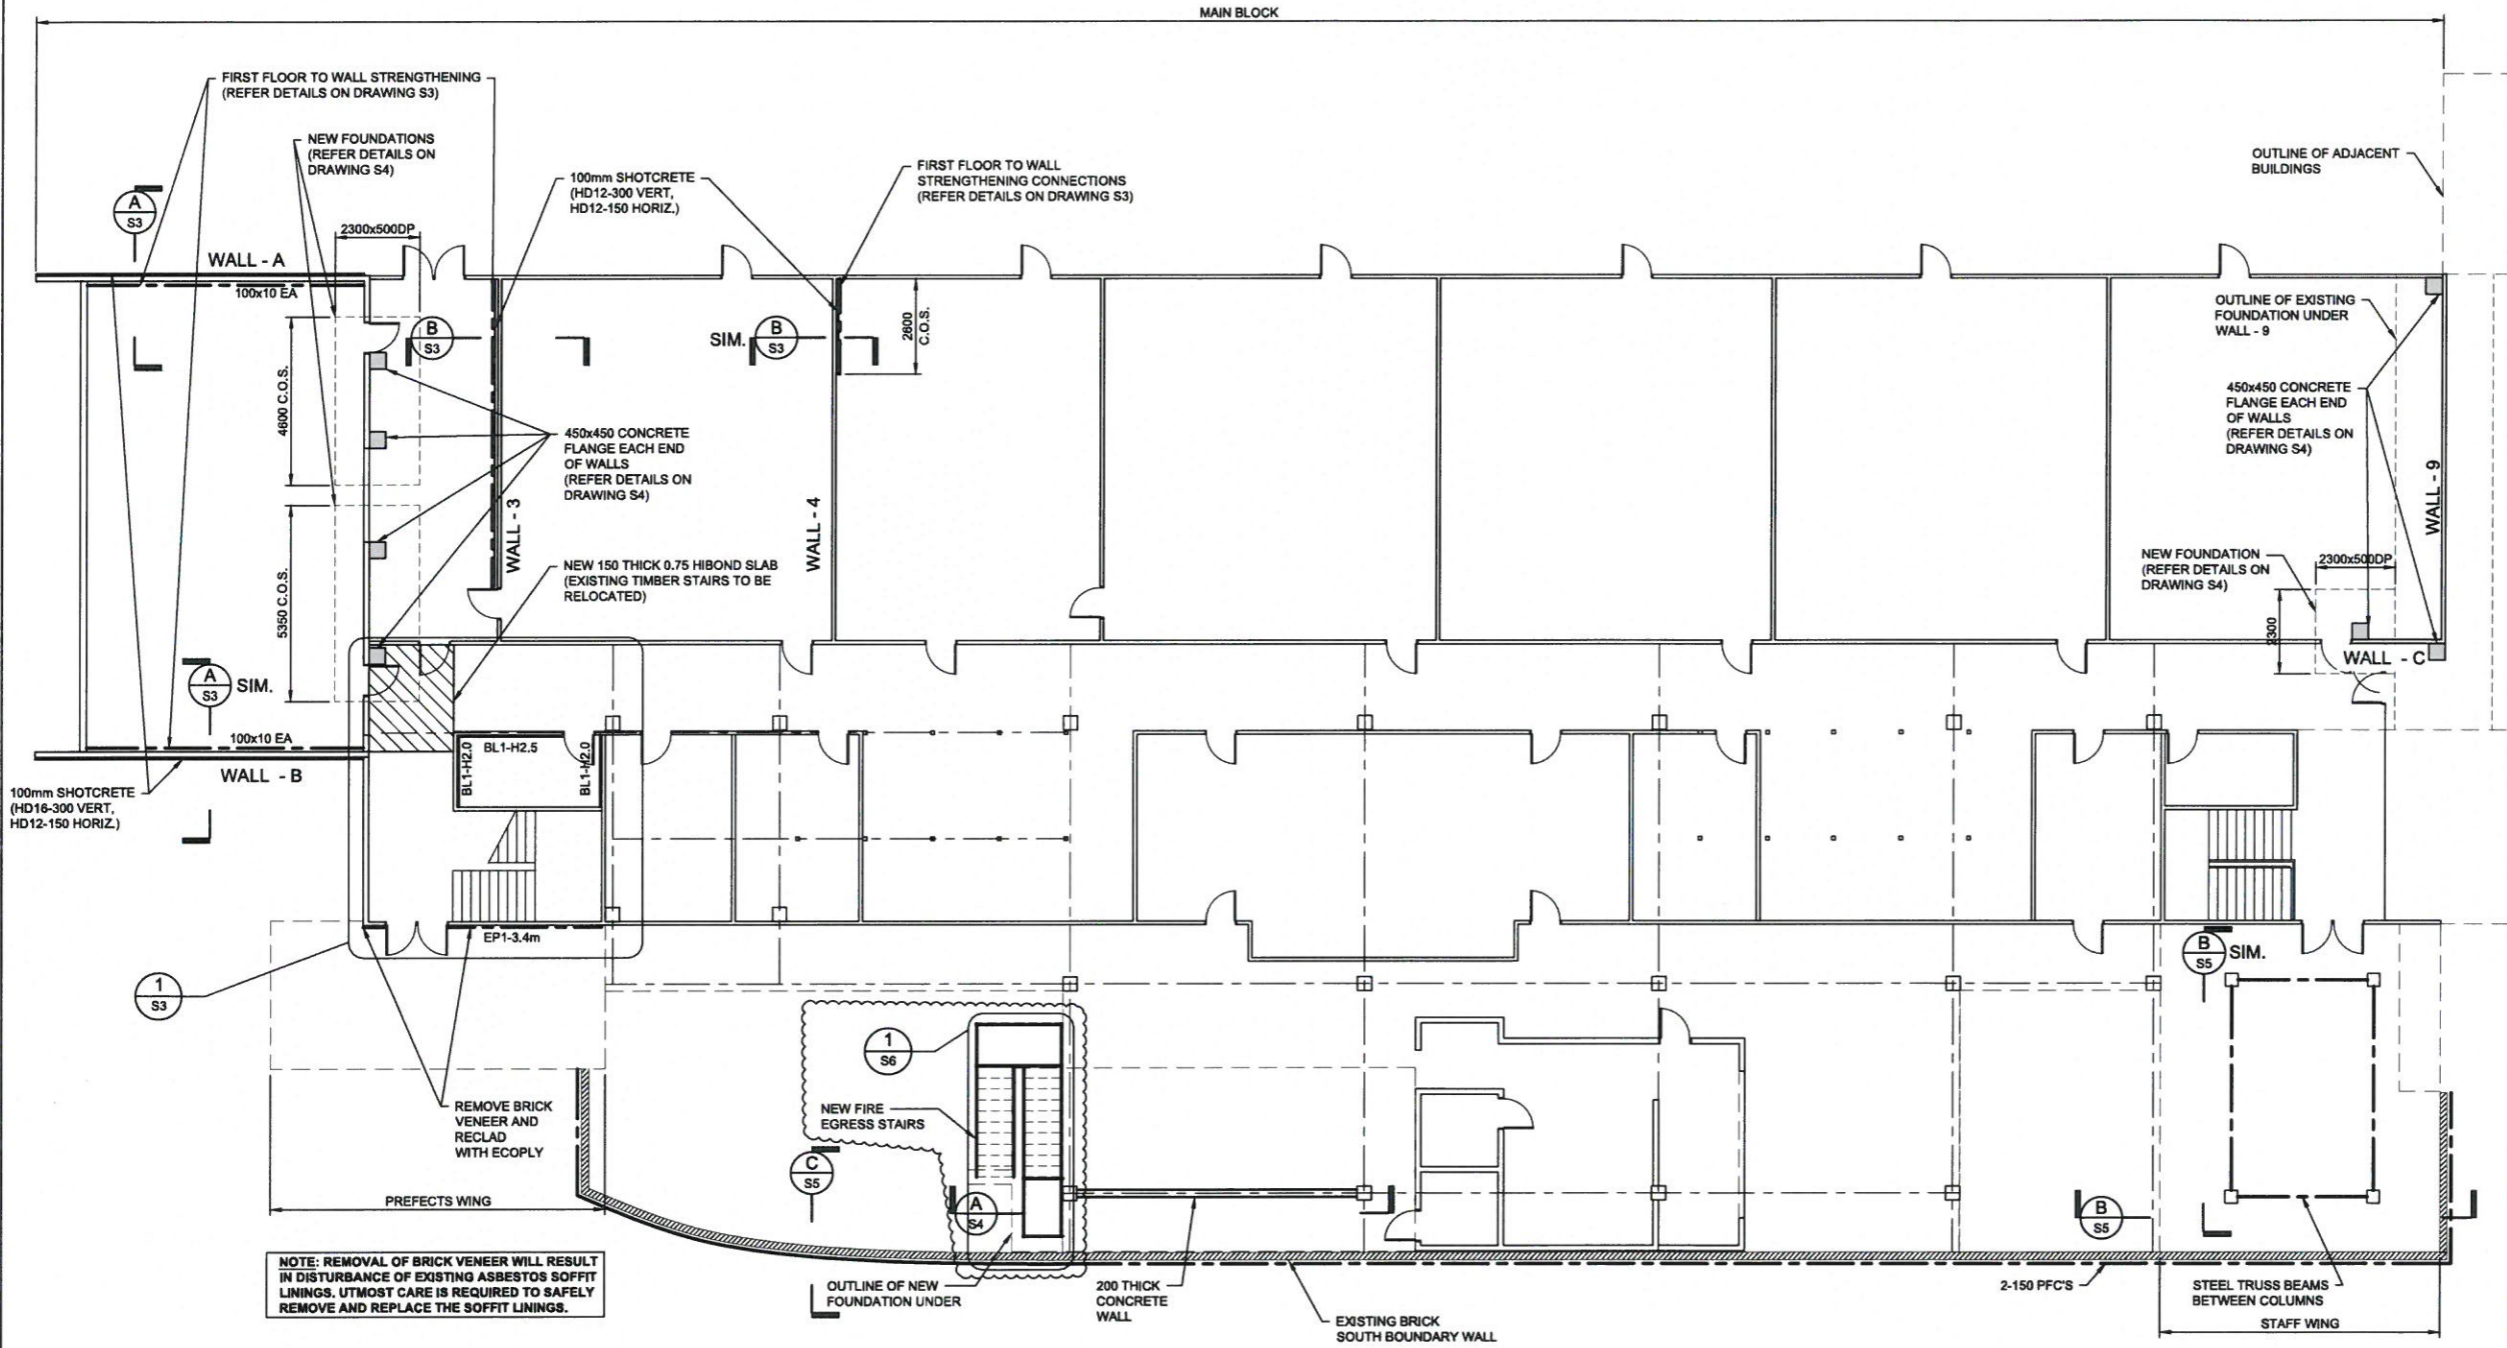 MAIN BLOCK
FIRST FLOOR TO WALL STRENGTHENING
(REFER DETAILS ON DRAWING S3)
NEW FOUNDATIONS
(REFER DETAILS ON
DRAWING S4)
100mm SHOTCRETE
(HD12-300 VERT,
HD12-150 HORIZ.)
FIRST FLOOR TO WALL
STRENGTHENING CONNECTIONS
(REFER DETAILS ON DRAWING S3)
OUTLINE OF ADJACENT
BUILDINGS
A
S3
2300x500DP
WALL - A
100x10 EA
B
S3
SIM.
B
S3
2600
C.O.S.
OUTLINE OF EXISTING
FOUNDATION UNDER
WALL - 9
4600 C.O.S.
450x450 CONCRETE
FLANGE EACH END
OF WALLS
(REFER DETAILS ON
DRAWING S4)
450x450 CONCRETE
FLANGE EACH END
OF WALLS
(REFER DETAILS ON
DRAWING S4)
WALL - 3
WALL - 4
WALL - 9
5350 C.O.S.
NEW 150 THICK 0.75 HIBOND SLAB
(EXISTING TIMBER STAIRS TO BE
RELOCATED)
NEW FOUNDATION
(REFER DETAILS ON
DRAWING S4)
2300x500DP
2300
WALL - C
A
S3
SIM.
100x10 EA
WALL - B
BL1-H2.0
BL1-H2.5
BL1-H2.0
100mm SHOTCRETE
(HD16-300 VERT,
HD12-150 HORIZ.)
EP1-3.4m
B
S5
SIM.
1
S3
1
S6
NEW FIRE
EGRESS STAIRS
REMOVE BRICK
VENEER AND
RECLAD
WITH ECOPLY
C
S5
A
S4
B
S5
PREFECTS WING
NOTE: REMOVAL OF BRICK VENEER WILL RESULT
IN DISTURBANCE OF EXISTING ASBESTOS SOFFIT
LININGS. UTMOST CARE IS REQUIRED TO SAFELY
REMOVE AND REPLACE THE SOFFIT LININGS.
OUTLINE OF NEW
FOUNDATION UNDER
200 THICK
CONCRETE
WALL
EXISTING BRICK
SOUTH BOUNDARY WALL
2-150 PFC'S
STEEL TRUSS BEAMS
BETWEEN COLUMNS
STAFF WING